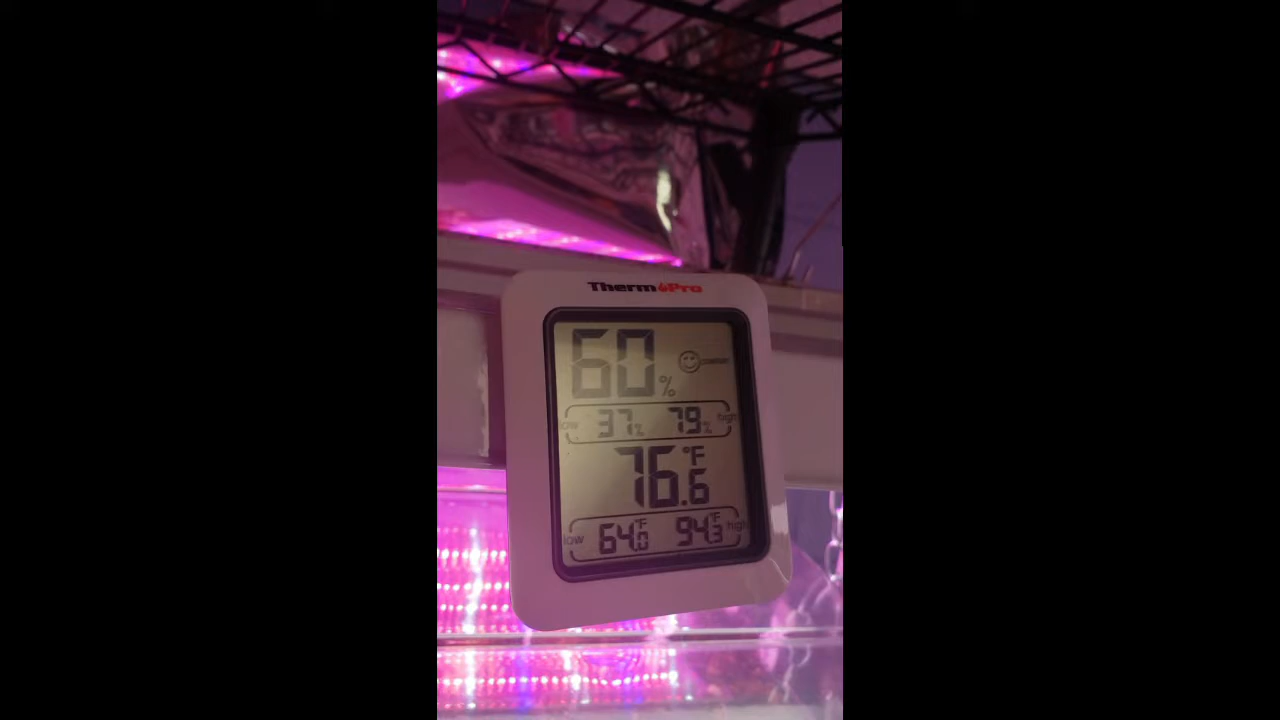 ThermoPro
60%
low 37% 79% high
76.6 °F
low 64.0 °F 94.3 °F high